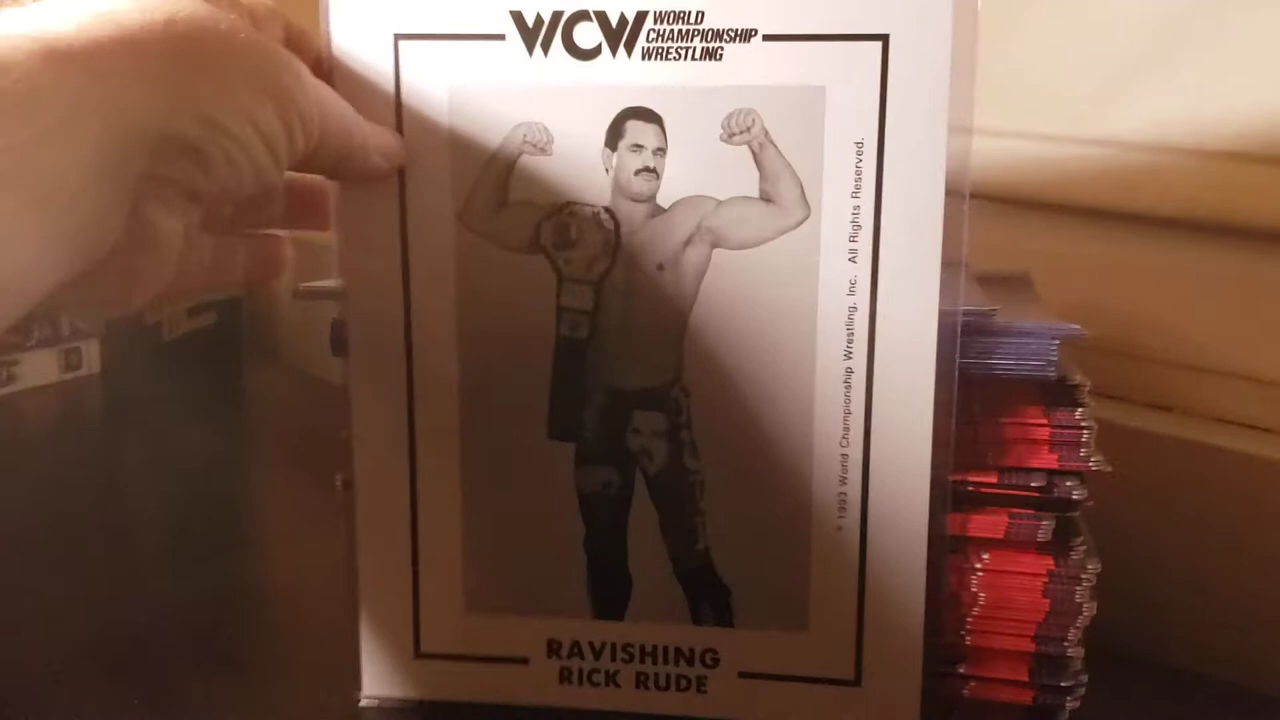 WCW
WORLD
CHAMPIONSHIP
WRESTLING
° 1993 World Championship Wrestling, Inc. All Rights Reserved.
RAVISHING
RICK RUDE